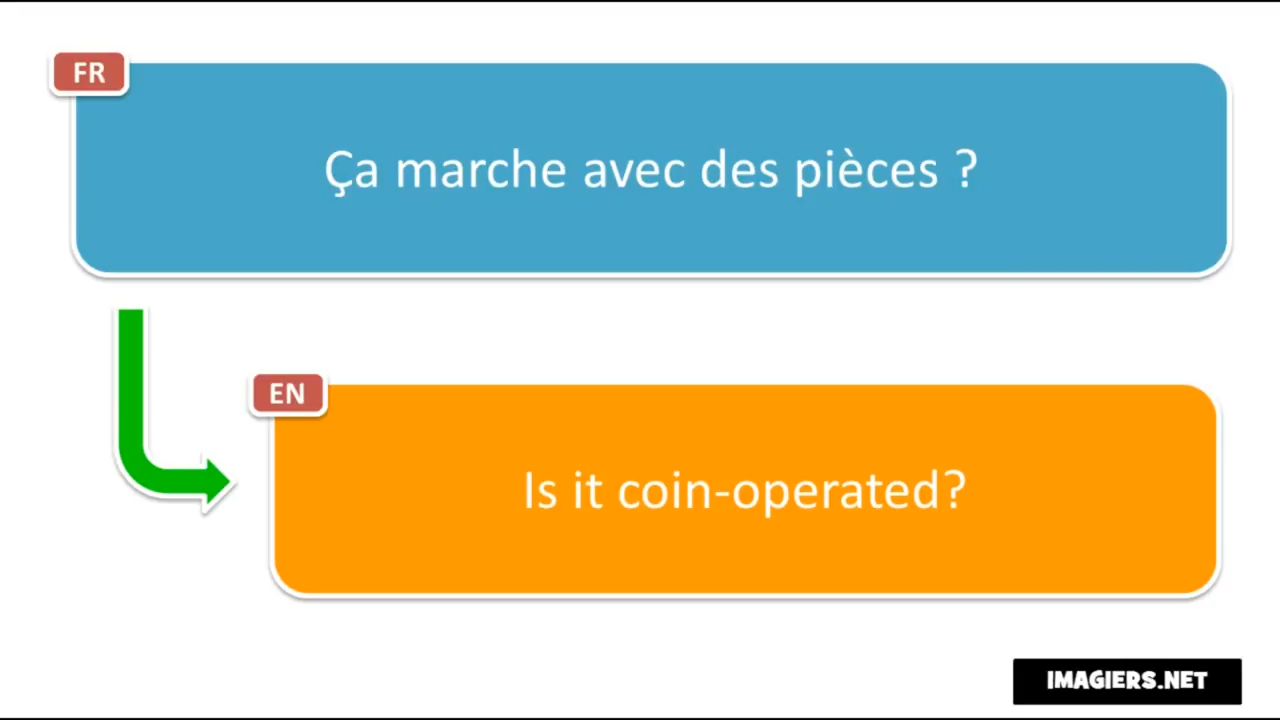 FR
Ça marche avec des pièces ?
EN
Is it coin-operated?
IMAGIERS.NET